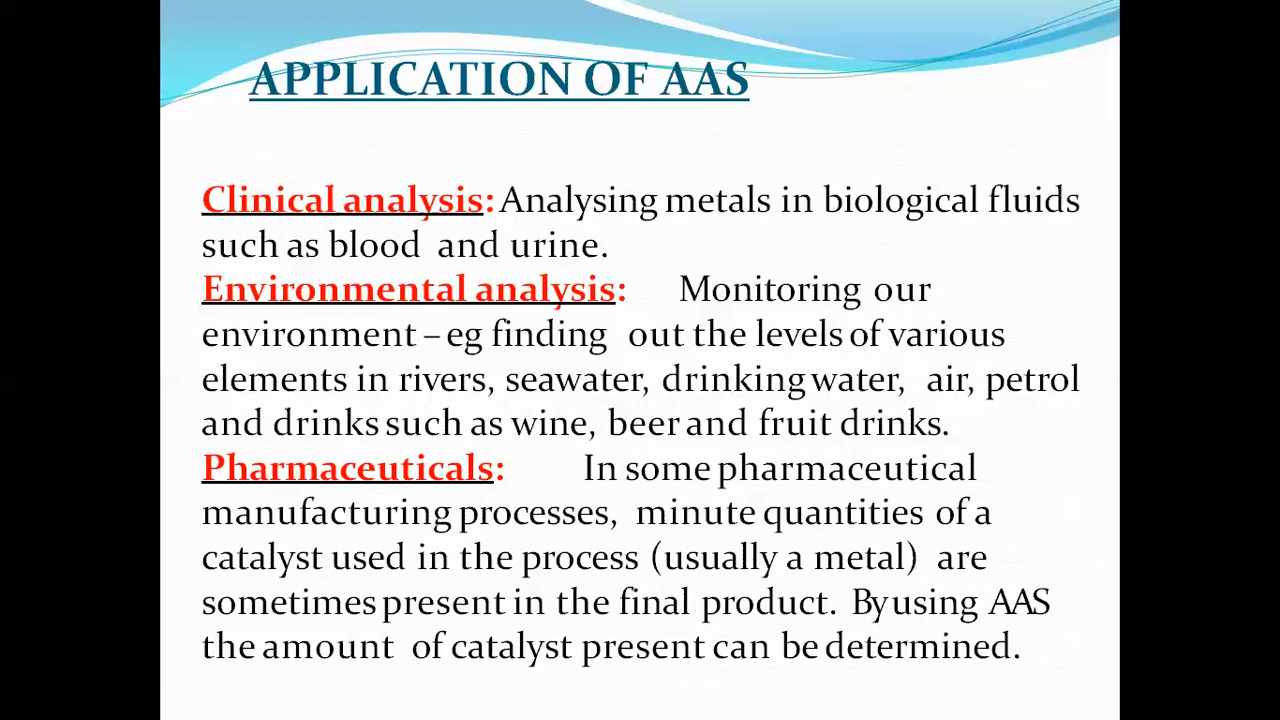 APPLICATION OF AAS
Clinical analysis: Analysing metals in biological fluids
such as blood and urine.
Environmental analysis: Monitoring our
environment – eg finding out the levels of various
elements in rivers, seawater, drinking water, air, petrol
and drinks such as wine, beer and fruit drinks.
Pharmaceuticals: In some pharmaceutical
manufacturing processes, minute quantities of a
catalyst used in the process (usually a metal) are
sometimes present in the final product. By using AAS
the amount of catalyst present can be determined.